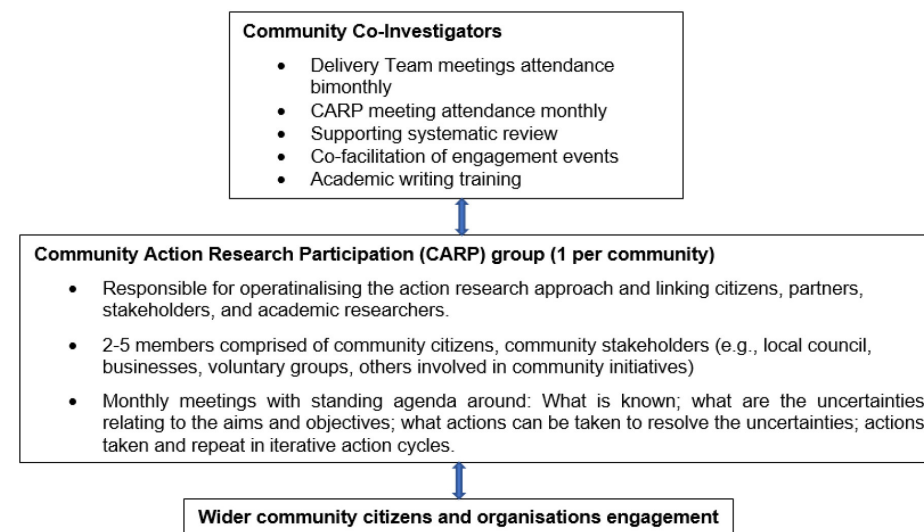 Community Co-Investigators
• Delivery Team meetings attendance
bimonthly
• CARP meeting attendance monthly
• Supporting systematic review
• Co-facilitation of engagement events
• Academic writing training
Community Action Research Participation (CARP) group (1 per community)
• Responsible for operatinalising the action research approach and linking citizens, partners,
stakeholders, and academic researchers.
• 2-5 members comprised of community citizens, community stakeholders (e.g., local council,
businesses, voluntary groups, others involved in community initiatives)
• Monthly meetings with standing agenda around: What is known; what are the uncertainties
relating to the aims and objectives; what actions can be taken to resolve the uncertainties; actions
taken and repeat in iterative action cycles.
Wider community citizens and organisations engagement